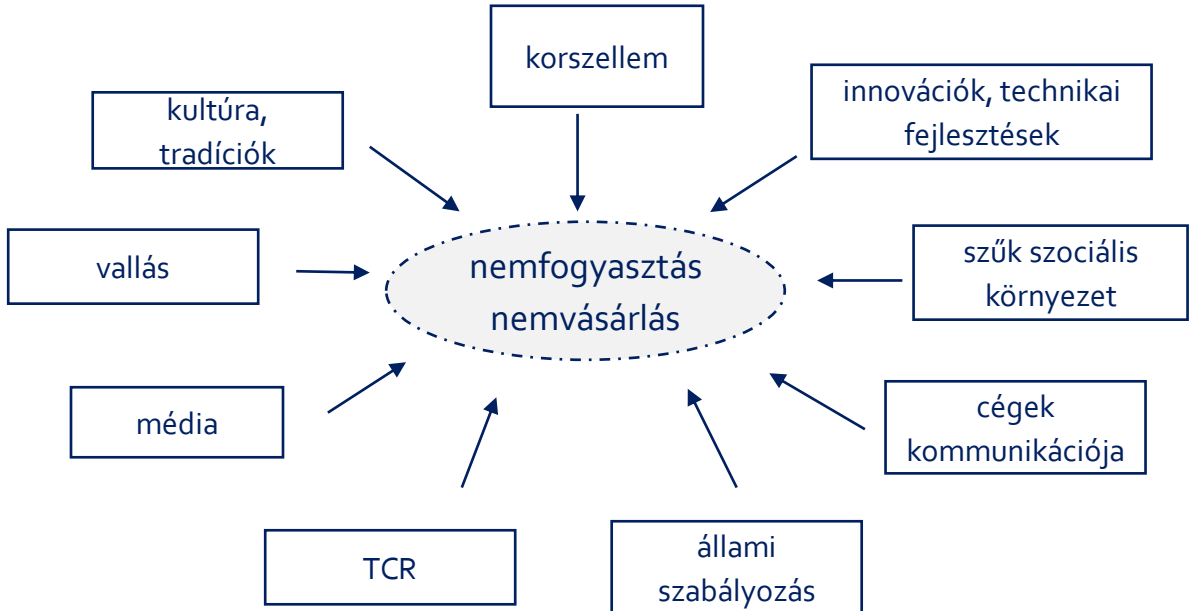 korszellem
kultúra,
tradíciók
innovációk, technikai
fejlesztések
vallás
nemfogyasztás
nemvásárlás
szűk szociális
környezet
média
cégek
kommunikációja
TCR
állami
szabályozás